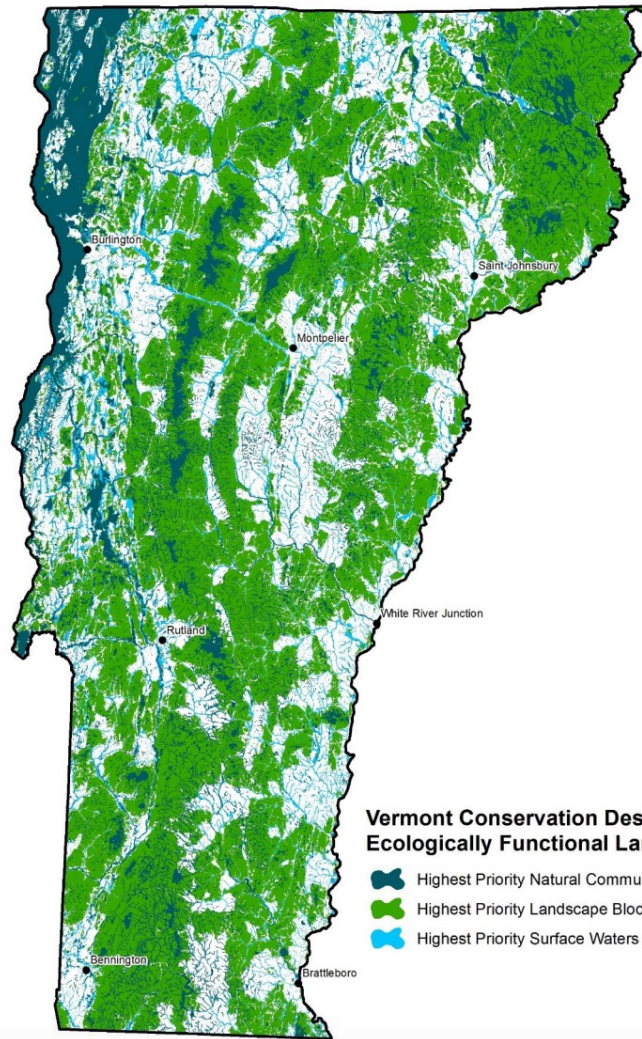 Burlington
Saint Johnsbury
Montpelier
White River Junction
Rutland
Vermont Conservation Des
Ecologically Functional La
Highest Priority Natural Commu
Highest Priority Landscape Bloc
Highest Priority Surface Waters
Bennington
Brattleboro